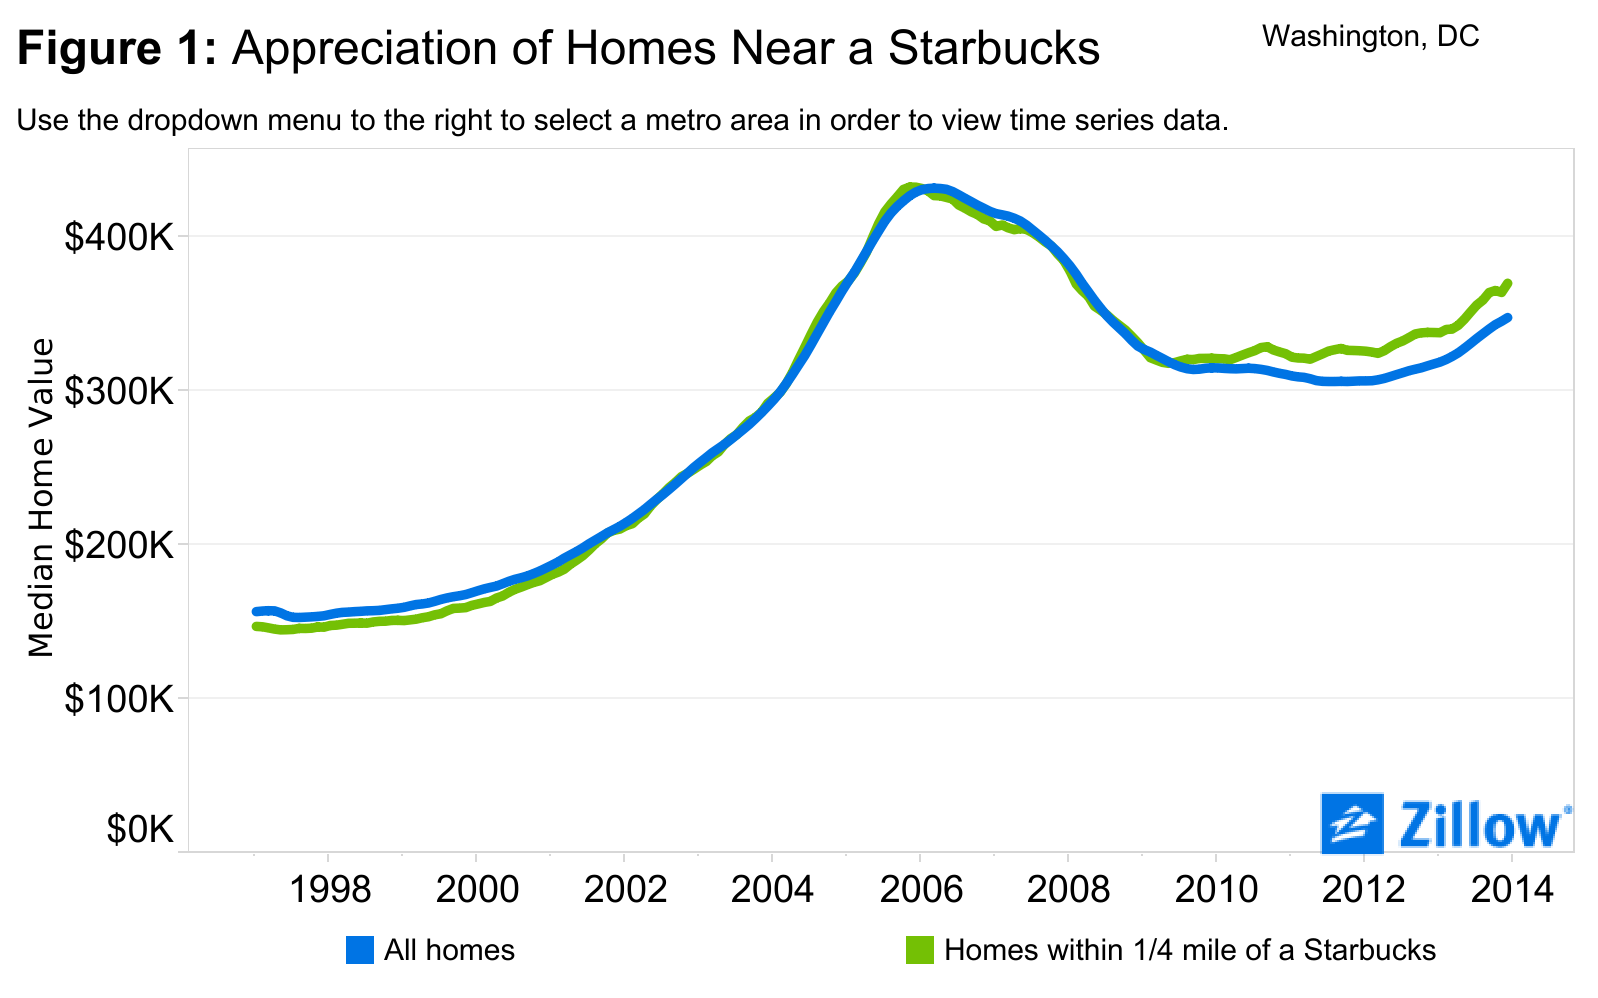 Figure 1: Appreciation of Homes Near a Starbucks
Washington, DC
Use the dropdown menu to the right to select a metro area in order to view time series data.
Median Home Value
$400K
$300K
$200K
$100K
$0K
Zillow®
1998 2000 2002 2004 2006 2008 2010 2012 2014
All homes
Homes within 1/4 mile of a Starbucks